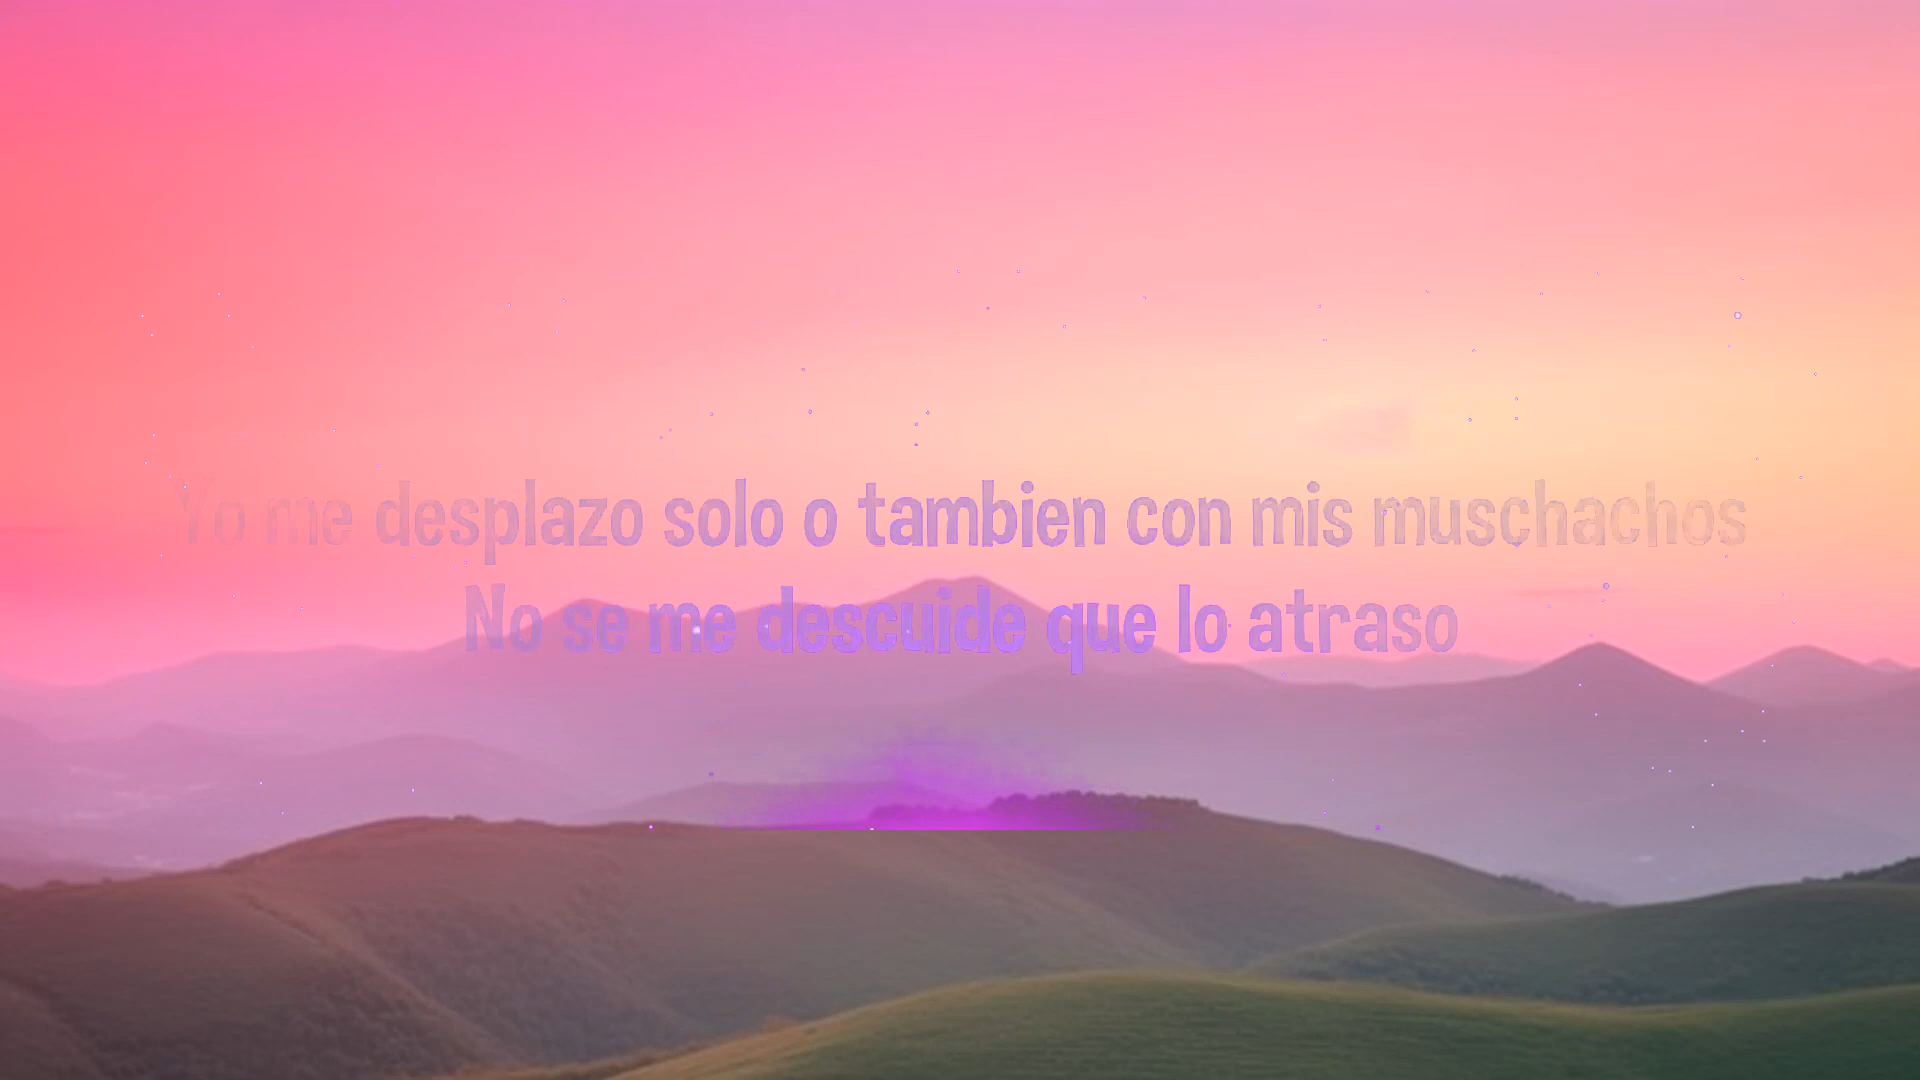 Yo me desplazo solo o tambien con mis muschachos
No se me descuide que lo atraso